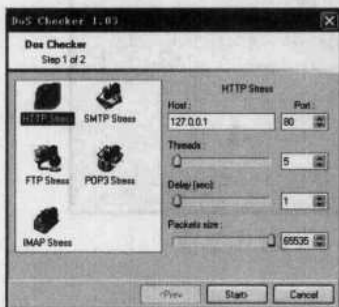 DoS Checker 1.03
Dos Checker
Step 1 of 2
HTTP Stress
SMTP Stress
FTP Stress
POP3 Stress
IMAP Stress
HTTP Stress
Host :
Port :
127.0.0.1
80
Threads :
5
Delay (sec):
1
Packets size :
65535
<Prev
Start>
Cancel